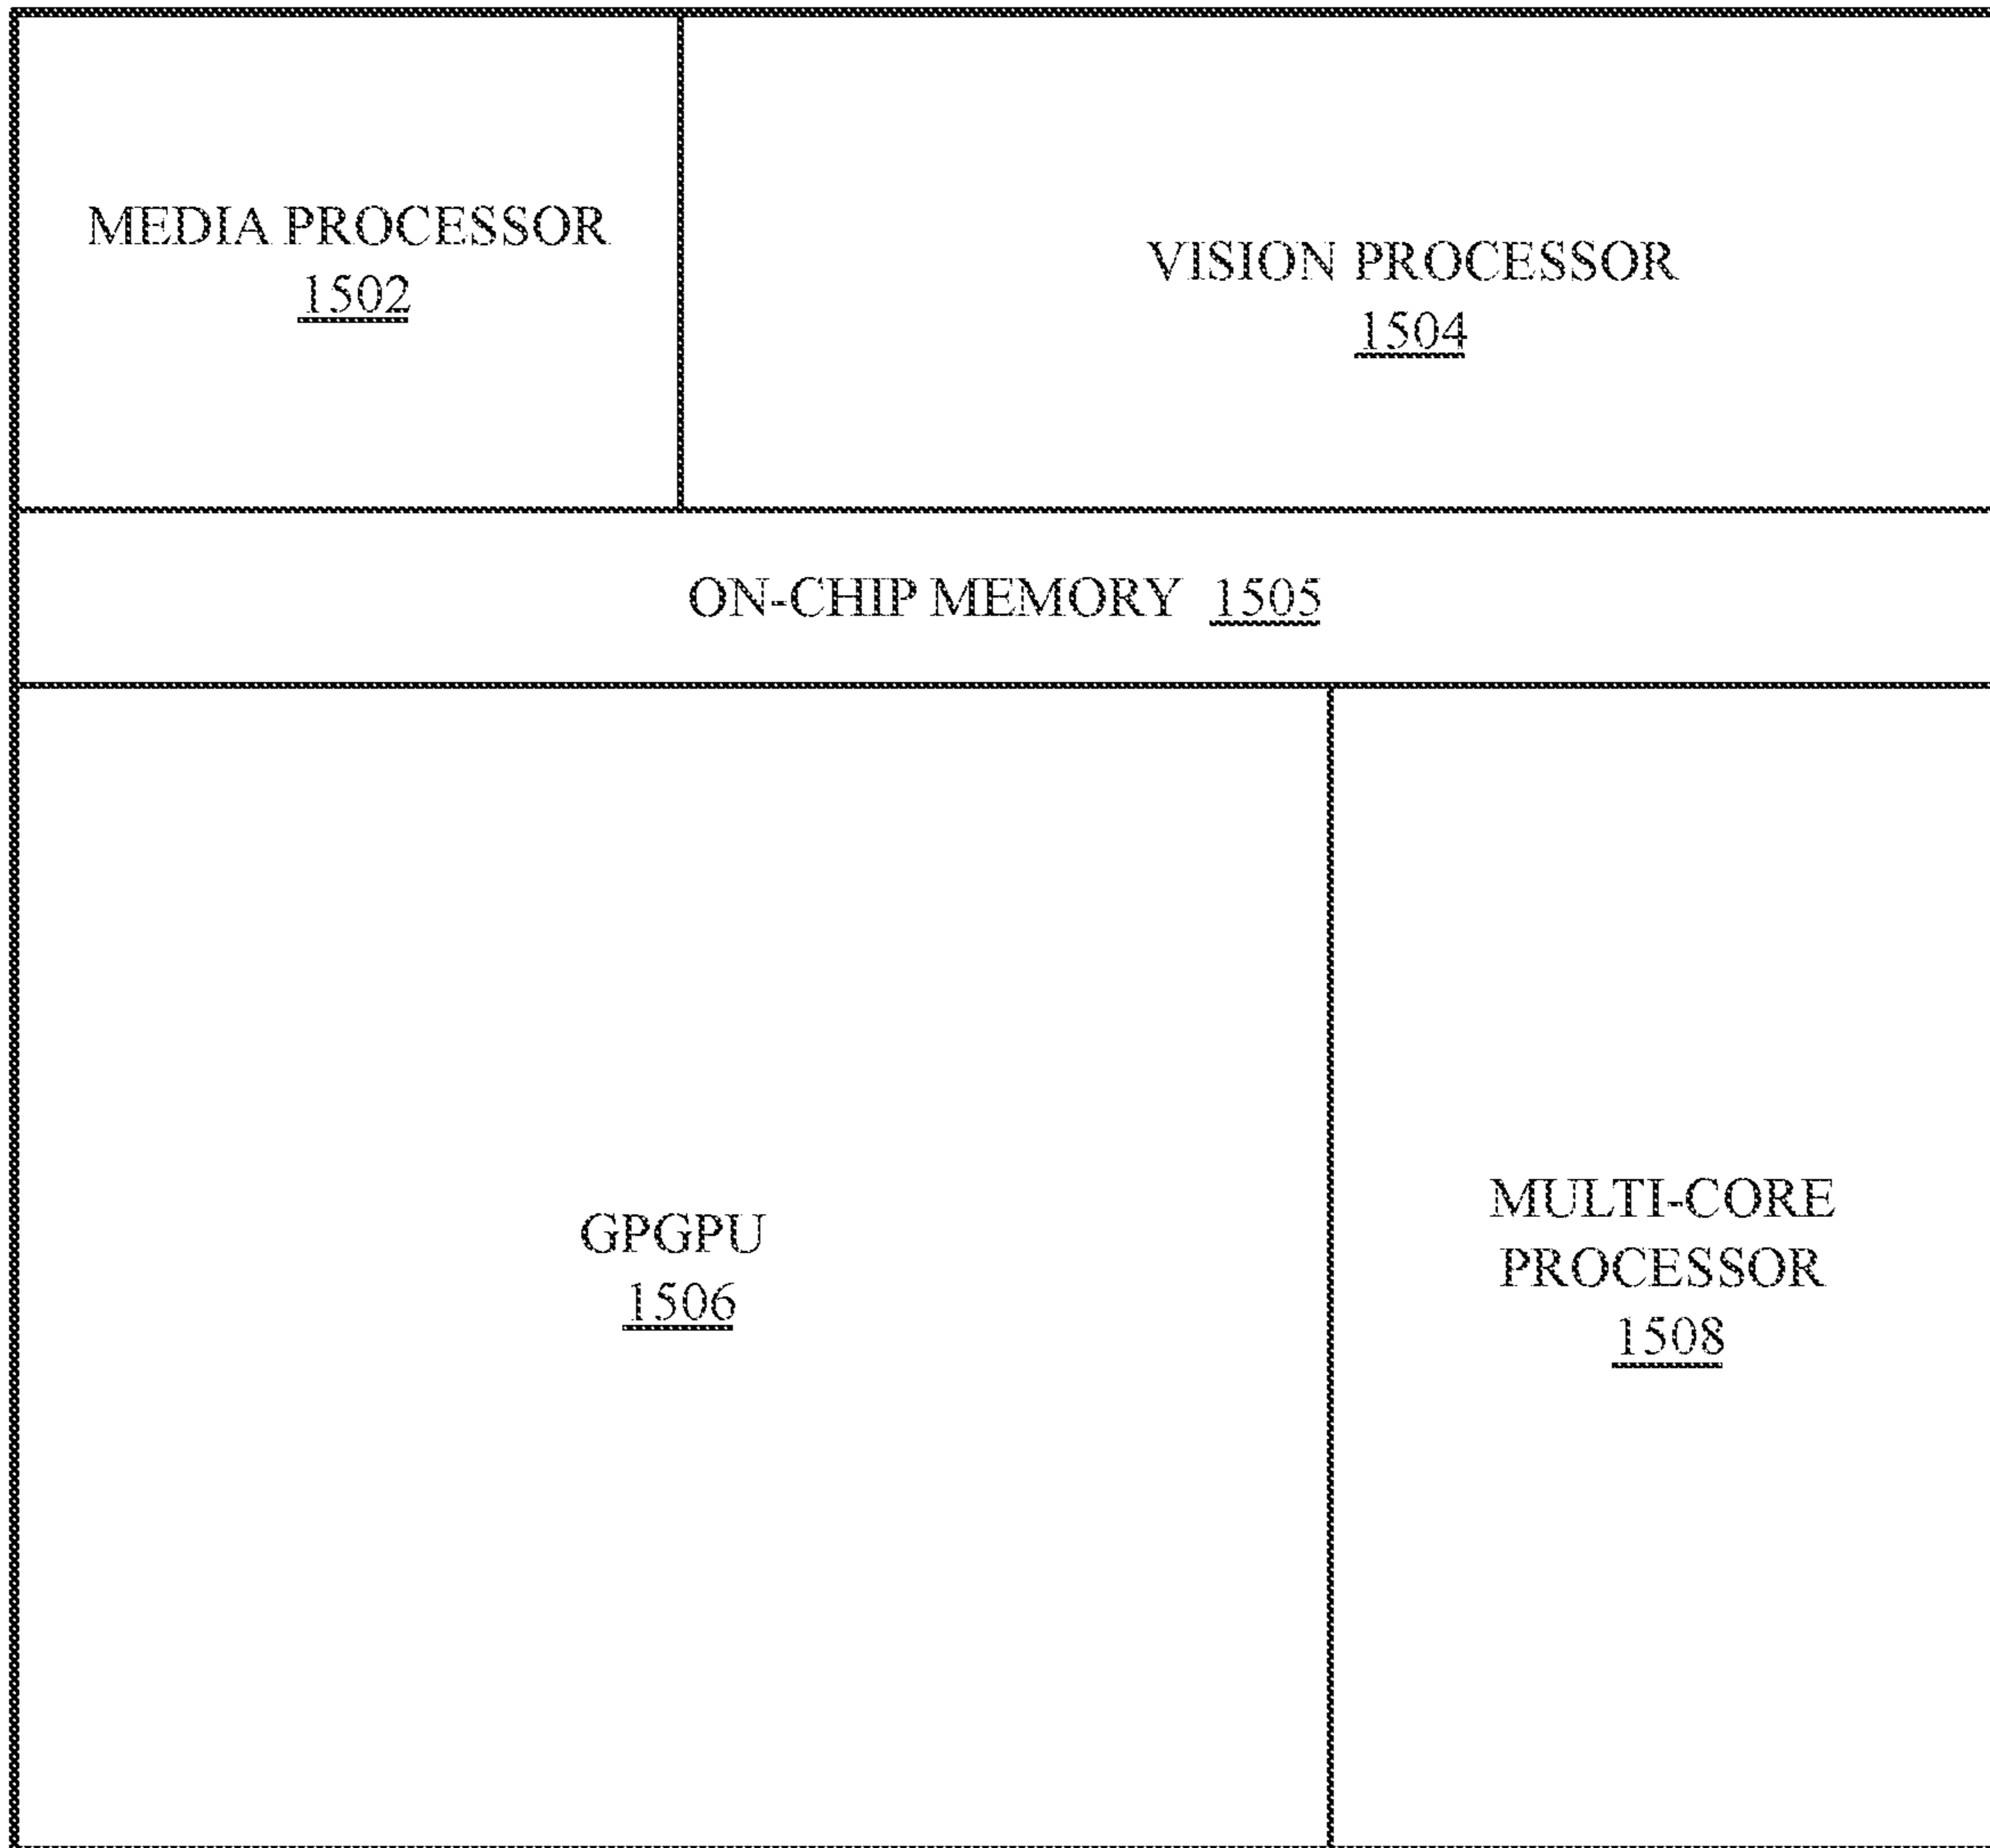 MEDIA PROCESSOR
1502
VISION PROCESSOR
1504
ON-CHIP MEMORY 1505
GPGPU
1506
MULTI-CORE
PROCESSOR
1508